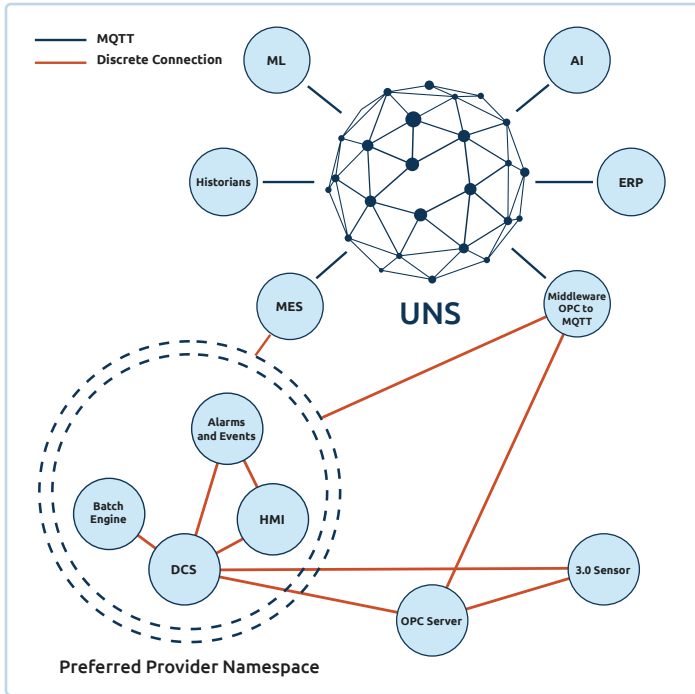 MQTT
Discrete Connection
ML
AI
Historians
ERP
MES
UNS
Middleware
OPC to
MQTT
Alarms
and Events
Batch
Engine
HMI
DCS
3.0 Sensor
OPC Server
Preferred Provider Namespace